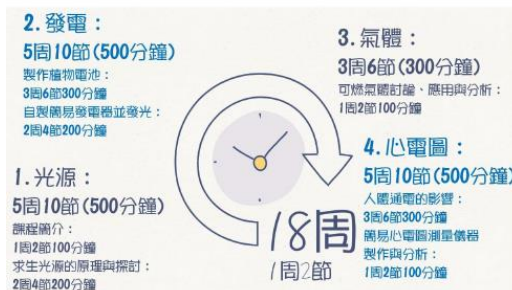 2.發電：
5周10節(500分鐘)
製作植物電池：
3周6節300分鐘
自製簡易發電器並發光：
2周4節200分鐘
3.氣體：
3周6節(300分鐘)
可燃氣體討論、應用與分析：
1周2節100分鐘
1.光源：
5周10節(500分鐘)
課程簡介：
1周2節100分鐘
求生光源的原理與探討：
2周4節200分鐘
4.心電圖：
5周10節(500分鐘)
人體通電的影響：
3周6節300分鐘
簡易心電圖測量儀器
製作與分析：
1周2節100分鐘
18周
1周2節